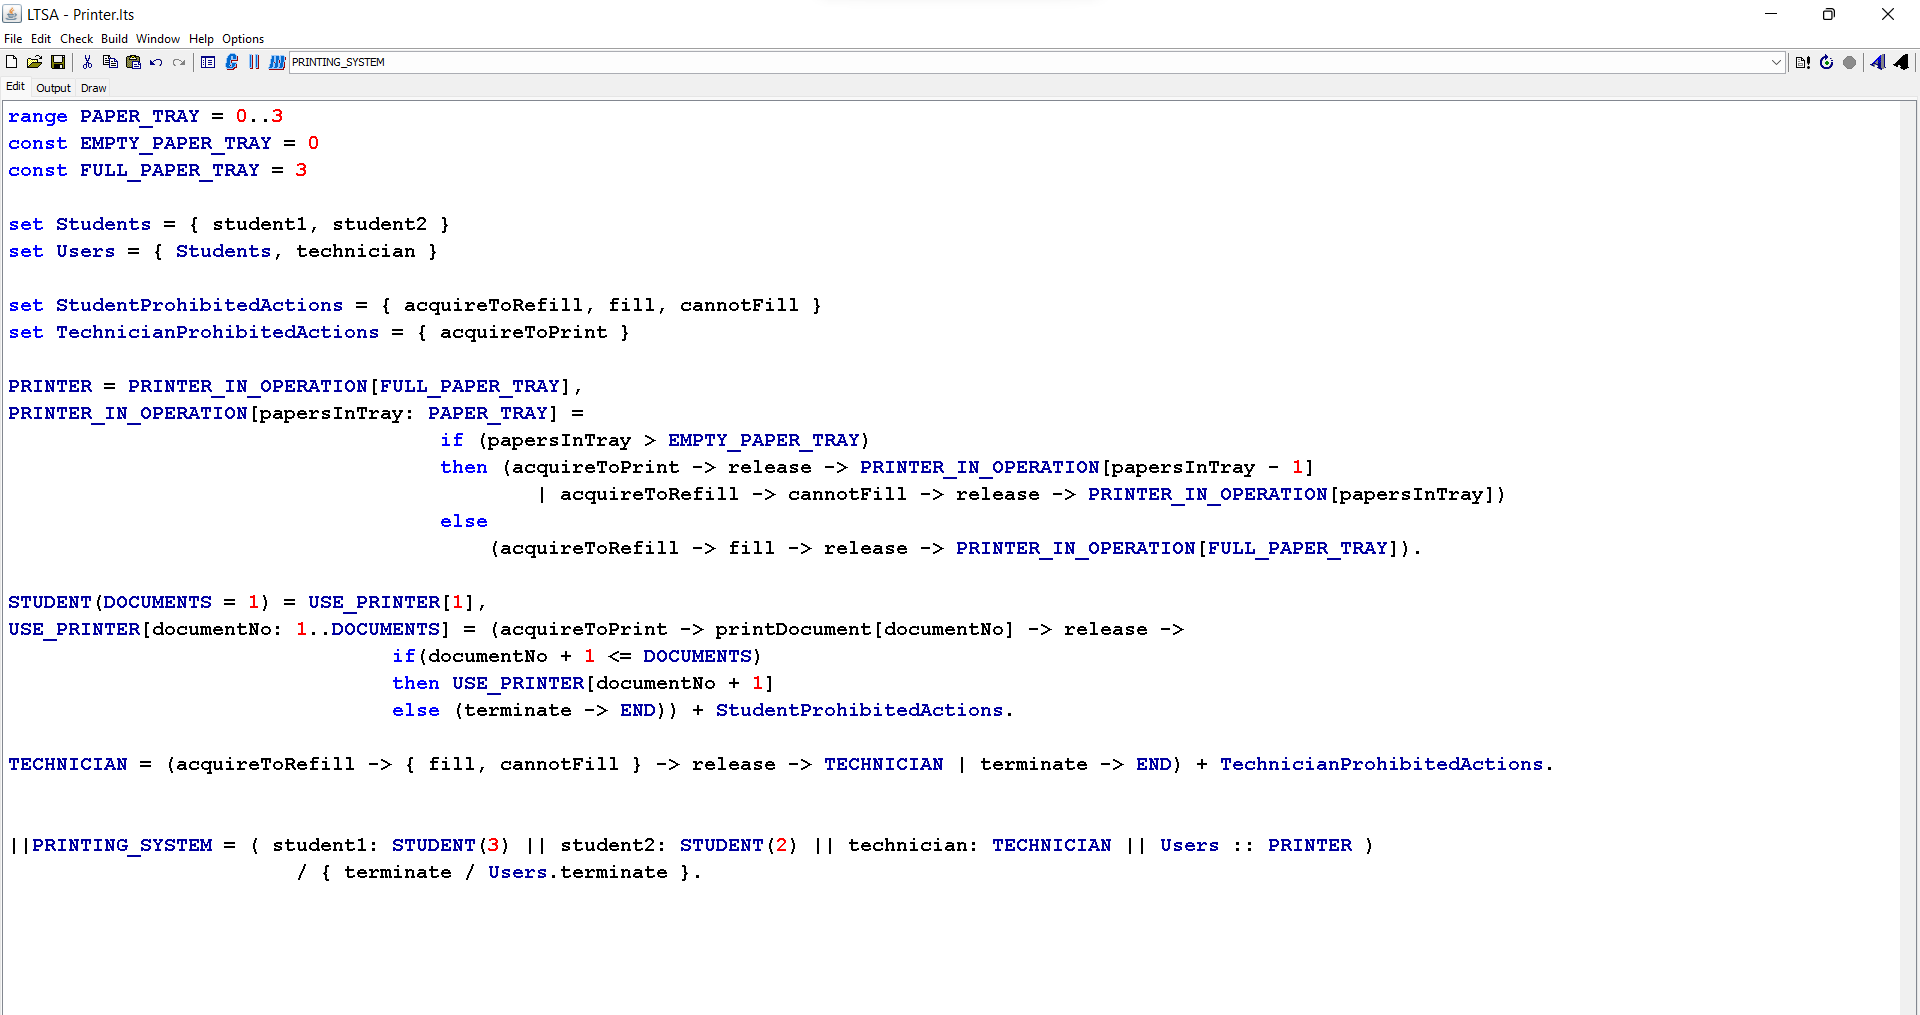 LTSA - Printer.lts
File Edit Check Build Window Help Options
PRINTING_SYSTEM
Edit Output Draw
range PAPER_TRAY = 0..3
const EMPTY_PAPER_TRAY = 0
const FULL_PAPER_TRAY = 3
set Students = { student1, student2 }
set Users = { Students, technician }
set StudentProhibitedActions = { acquireToRefill, fill, cannotFill }
set TechnicianProhibitedActions = { acquireToPrint }
PRINTER = PRINTER_IN_OPERATION[FULL_PAPER_TRAY],
PRINTER_IN_OPERATION[papersInTray: PAPER_TRAY] =
if (papersInTray > EMPTY_PAPER_TRAY)
then (acquireToPrint -> release -> PRINTER_IN_OPERATION[papersInTray - 1]
| acquireToRefill -> cannotFill -> release -> PRINTER_IN_OPERATION[papersInTray])
else
(acquireToRefill -> fill -> release -> PRINTER_IN_OPERATION[FULL_PAPER_TRAY]).
STUDENT(DOCUMENTS = 1) = USE_PRINTER[1],
USE_PRINTER[documentNo: 1..DOCUMENTS] = (acquireToPrint -> printDocument[documentNo] -> release ->
if(documentNo + 1 <= DOCUMENTS)
then USE_PRINTER[documentNo + 1]
else (terminate -> END)) + StudentProhibitedActions.
TECHNICIAN = (acquireToRefill -> { fill, cannotFill } -> release -> TECHNICIAN | terminate -> END) + TechnicianProhibitedActions.
||PRINTING_SYSTEM = ( student1: STUDENT(3) || student2: STUDENT(2) || technician: TECHNICIAN || Users :: PRINTER )
/ { terminate / Users.terminate }.